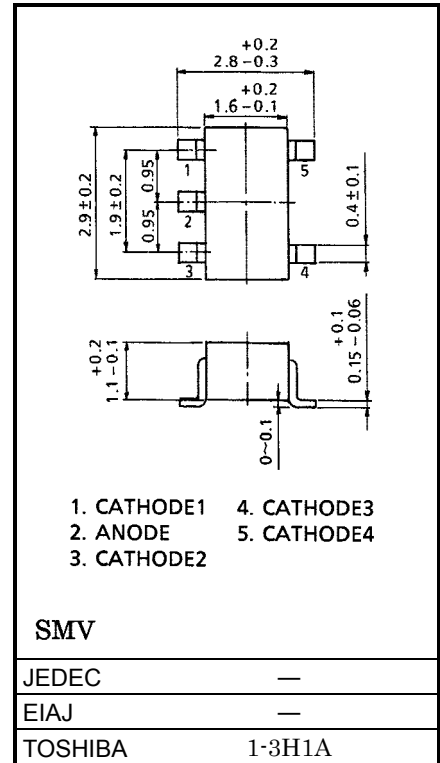 +0.2
2.8-0.3
+0.2
1.6-0.1
2.9±0.2
1.9±0.2
0.95
0.95
1
2
3
5
4
0.4±0.1
+0.2
1.1-0.1
+0.1
0.15-0.06
0~0.1
1. CATHODE1 4. CATHODE3
2. ANODE 5. CATHODE4
3. CATHODE2
SMV
JEDEC —
EIAJ —
TOSHIBA 1-3H1A